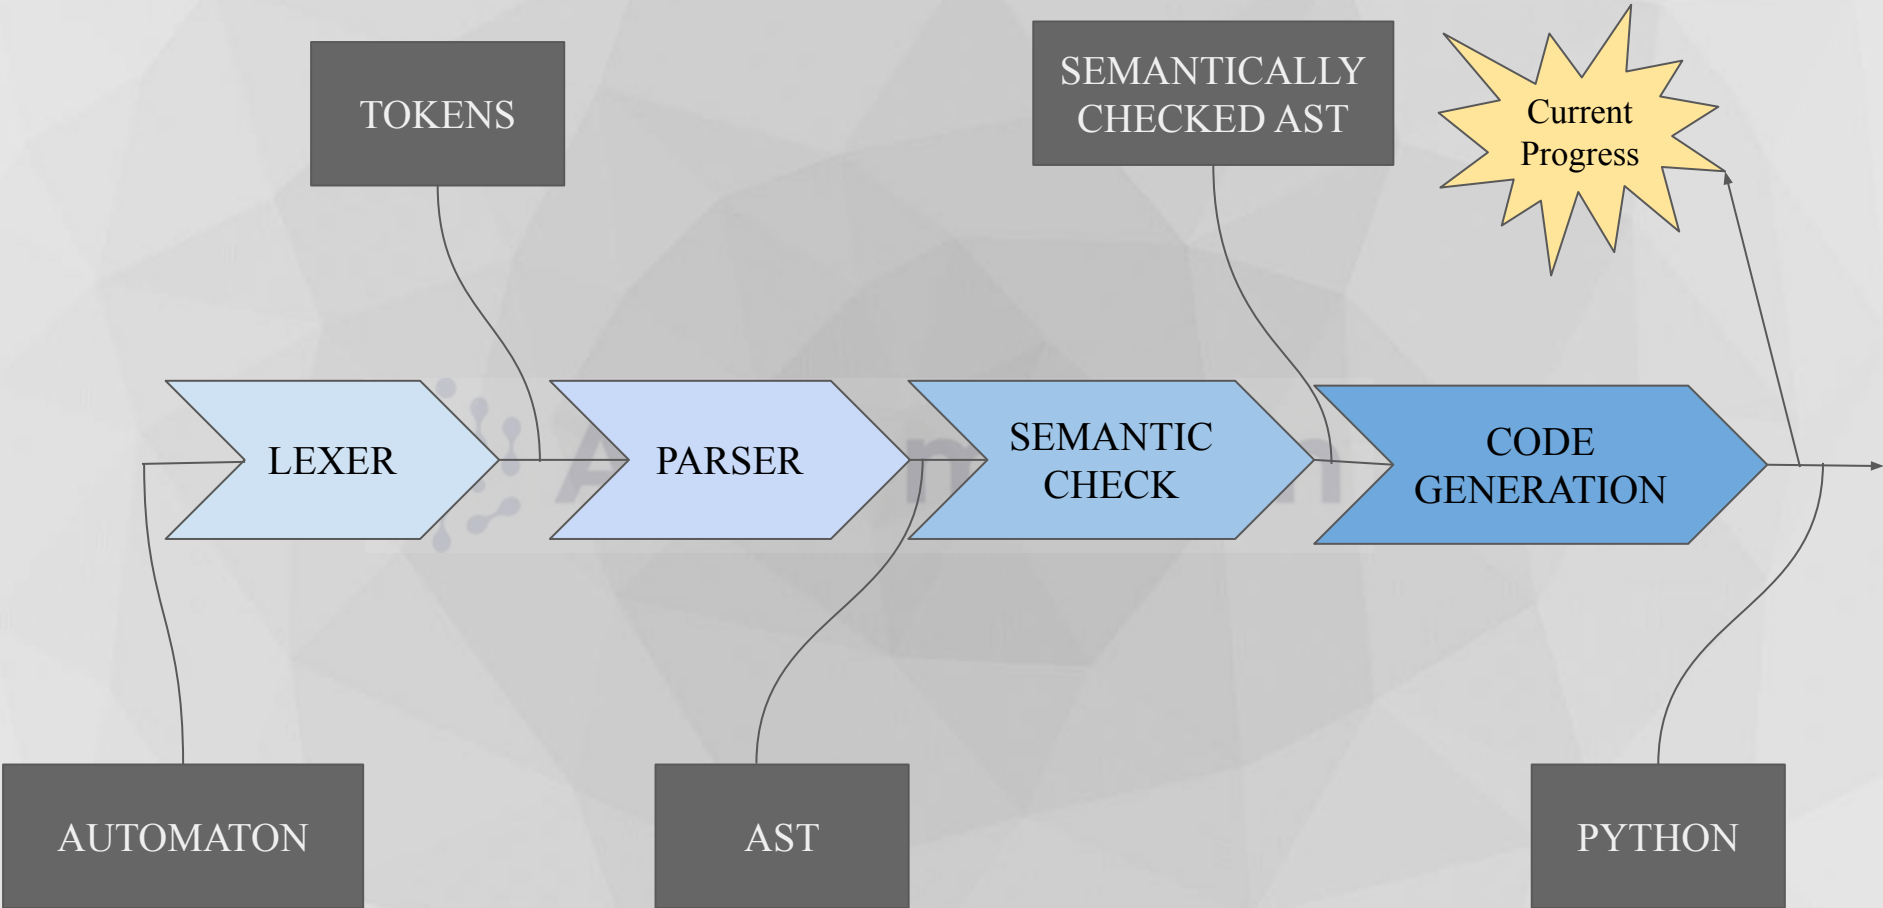 TOKENS
SEMANTICALLY
CHECKED AST
Current
Progress
LEXER
PARSER
SEMANTIC
CHECK
CODE
GENERATION
AUTOMATON
AST
PYTHON